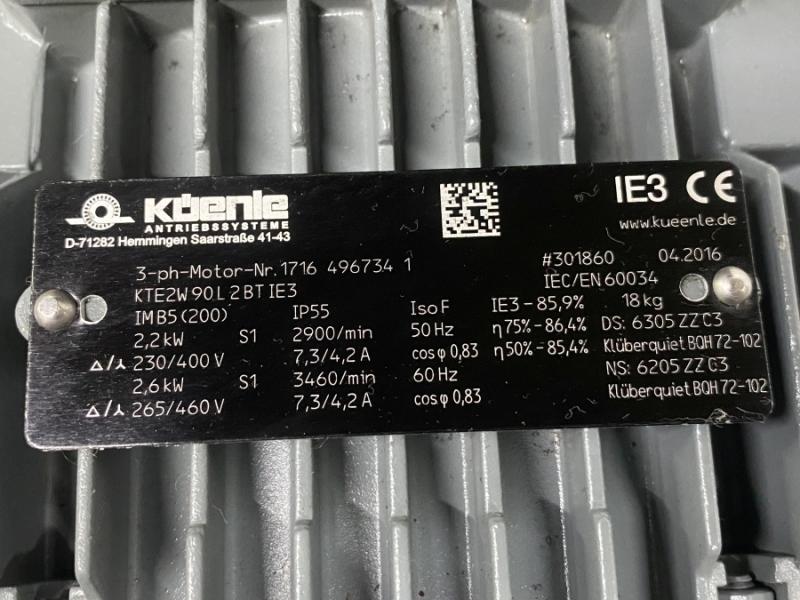 KÜenle
ANTRIEBSSYSTEME
D-71282 Hemmingen Saarstraße 41-43
IE3 CE
www.kueenle.de
3-ph-Motor-Nr. 1716 496734 1 #301860 04.2016
KTE2W 90L 2 BT IE3 IEC/EN 60034
IM B5 (200) IP55 Iso F IE3-85,9% 18 kg
2,2 kW S1 2900/min 50 Hz η75%-86,4% DS: 6305 ZZ C3
△/⅄ 230/400 V 7,3/4,2 A cos φ 0,83 η50%-85,4% Klüberquiet BQH 72-102
2,6 kW S1 3460/min 60 Hz NS: 6205 ZZ C3
△/⅄ 265/460 V 7,3/4,2 A cos φ 0,83 Klüberquiet BQH 72-102